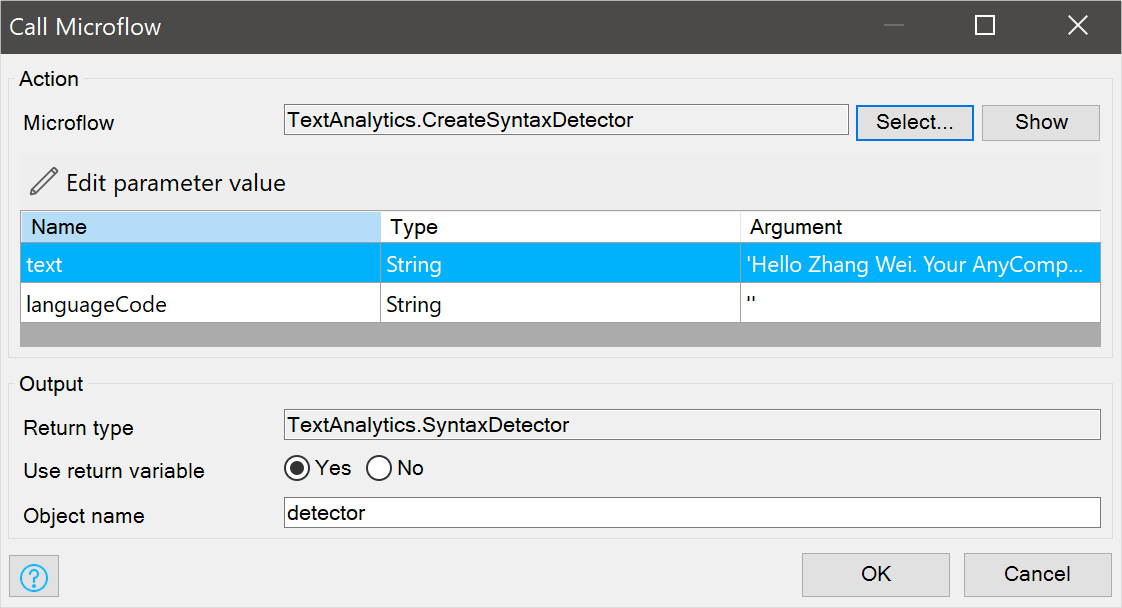 Call Microflow
Action
Microflow TextAnalytics.CreateSyntaxDetector Select... Show
Edit parameter value
Name Type Argument
text String 'Hello Zhang Wei. Your AnyComp...
languageCode String ''
Output
Return type TextAnalytics.SyntaxDetector
Use return variable Yes No
Object name detector
? OK Cancel